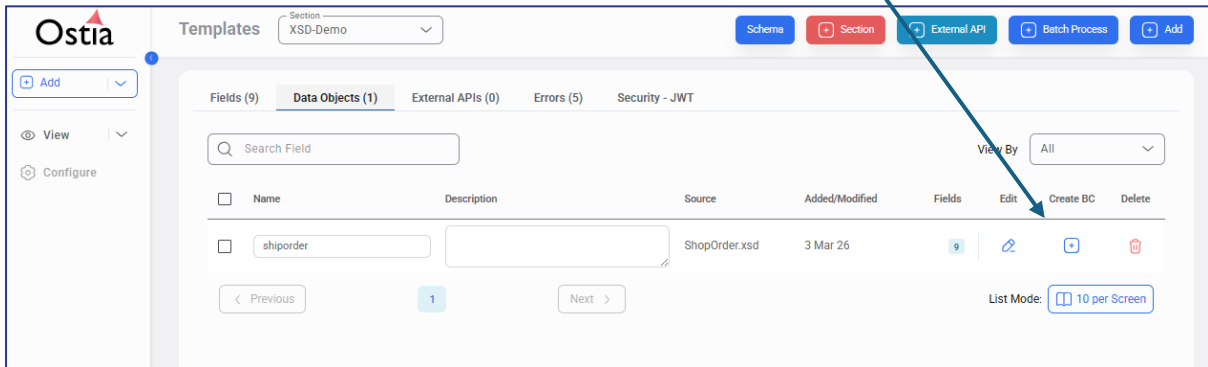 Ostia
Templates
Section
XSD-Demo
Schema
Section
External API
Batch Process
Add
Add
View
Configure
Fields (9)
Data Objects (1)
External APIs (0)
Errors (5)
Security - JWT
Search Field
View By
All
Name
Description
Source
Added/Modified
Fields
Edit
Create BC
Delete
shiporder
ShopOrder.xsd
3 Mar 26
9
Previous
1
Next
List Mode:
10 per Screen